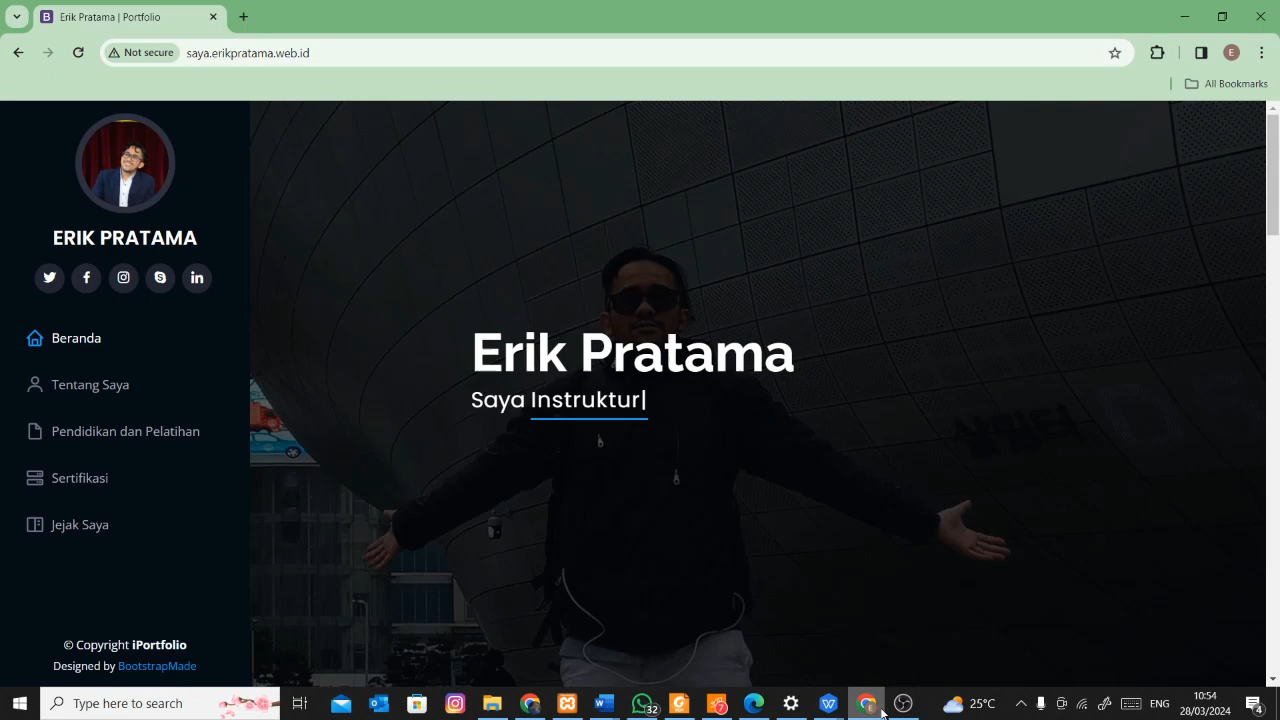 Erik Pratama | Portfolio
Not secure
saya.erikpratama.web.id
E
All Bookmarks
ERIK PRATAMA
Beranda
Tentang Saya
Pendidikan dan Pelatihan
Sertifikasi
Jejak Saya
© Copyright iPortfolio
Designed by BootstrapMade
Erik Pratama
Saya Instruktur|
Type here to search
32
7
25°C
ENG
10:54
28/03/2024
4